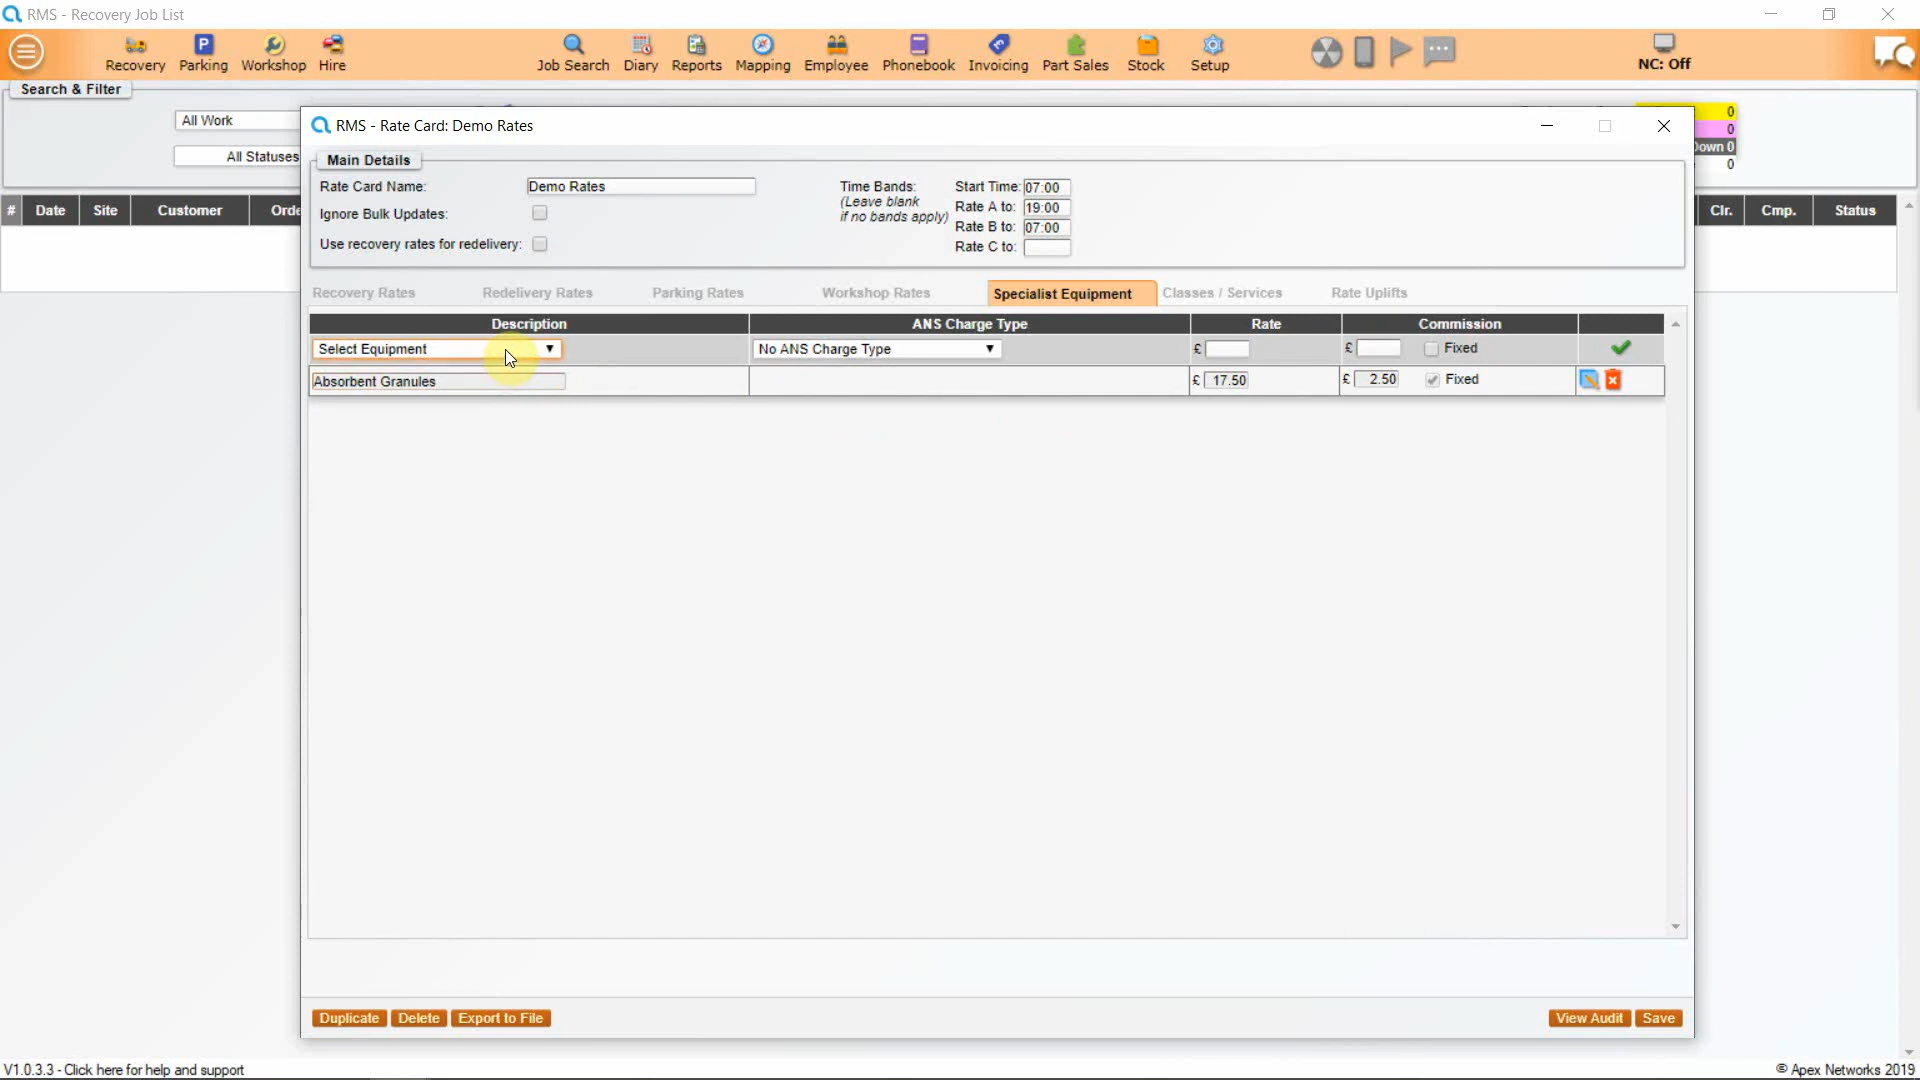 RMS - Recovery Job List
Recovery Parking Workshop Hire Job Search Diary Reports Mapping Employee Phonebook Invoicing Part Sales Stock Setup NC: Off
Search & Filter
All Work
All Statuses
0
0
Down 0
0
# Date Site Customer Orde Clr. Cmp. Status
RMS - Rate Card: Demo Rates
Main Details
Rate Card Name: Demo Rates
Ignore Bulk Updates:
Use recovery rates for redelivery:
Time Bands:
(Leave blank
if no bands apply)
Start Time: 07:00
Rate A to: 19:00
Rate B to: 07:00
Rate C to:
Recovery Rates Redelivery Rates Parking Rates Workshop Rates Specialist Equipment Classes / Services Rate Uplifts
Description ANS Charge Type Rate Commission
Select Equipment No ANS Charge Type £ £ Fixed
Absorbent Granules £ 17.50 £ 2.50 Fixed
Duplicate Delete Export to File View Audit Save
V1.0.3.3 - Click here for help and support
© Apex Networks 2019